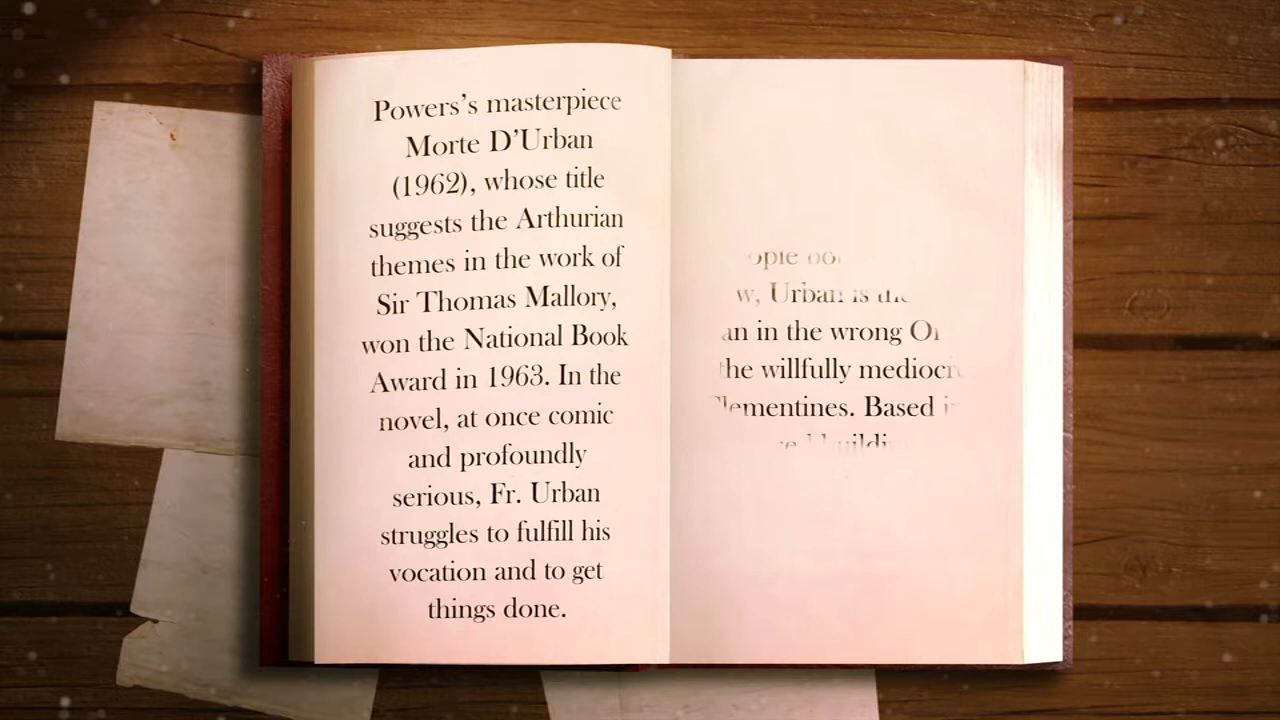 Powers’s masterpiece
Morte D’Urban
(1962), whose title
suggests the Arthurian
themes in the work of
Sir Thomas Mallory,
won the National Book
Award in 1963. In the
novel, at once comic
and profoundly
serious, Fr. Urban
struggles to fulfill his
vocation and to get
things done.
Urban is
in the wrong
the willfully
Clementines. Based